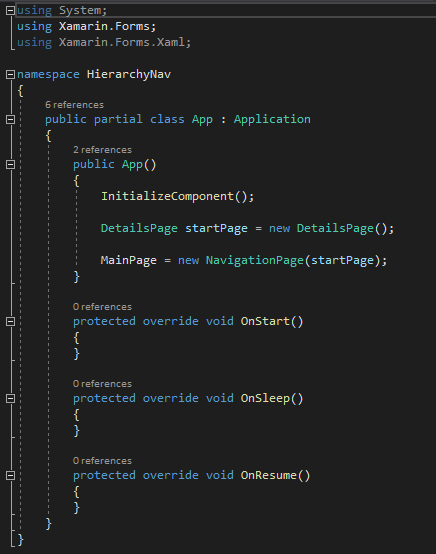 using System;
using Xamarin.Forms;
using Xamarin.Forms.Xaml;
namespace HierarchyNav
{
6 references
public partial class App : Application
{
2 references
public App()
{
InitializeComponent();
DetailsPage startPage = new DetailsPage();
MainPage = new NavigationPage(startPage);
}
0 references
protected override void OnStart()
{
}
0 references
protected override void OnSleep()
{
}
0 references
protected override void OnResume()
{
}
}
}